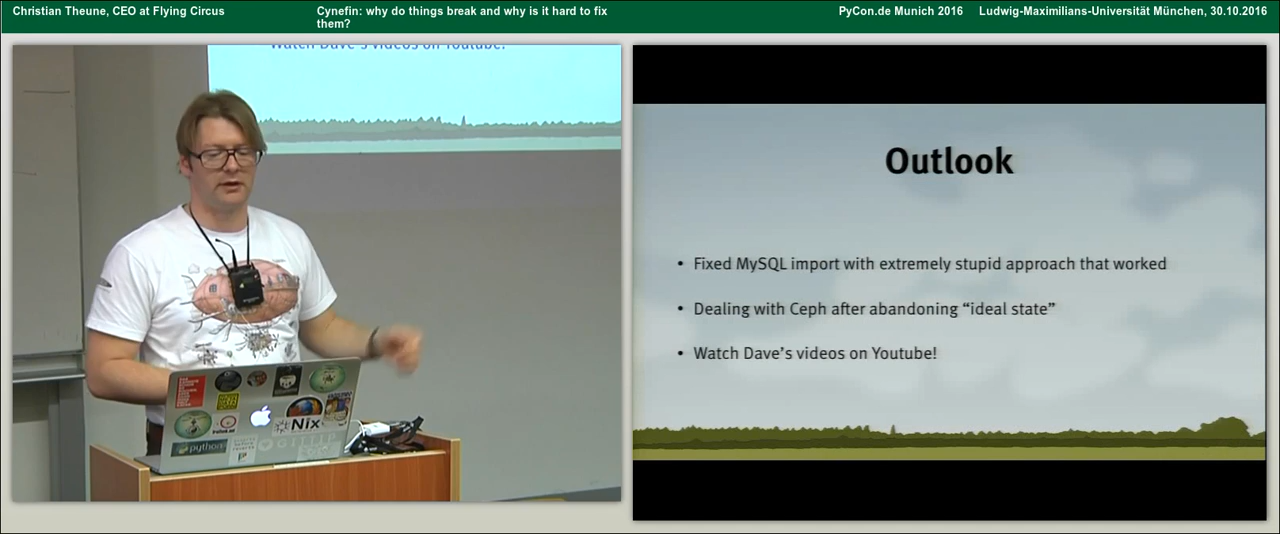 Christian Theune, CEO at Flying Circus
Cynefin: why do things break and why is it hard to fix
them?
PyCon.de Munich 2016
Ludwig-Maximilians-Universität München, 30.10.2016
Watch Dave's videos on Youtube!
Nix
python
GITTIP
Outlook
• Fixed MySQL import with extremely stupid approach that worked
• Dealing with Ceph after abandoning “ideal state”
• Watch Dave’s videos on Youtube!